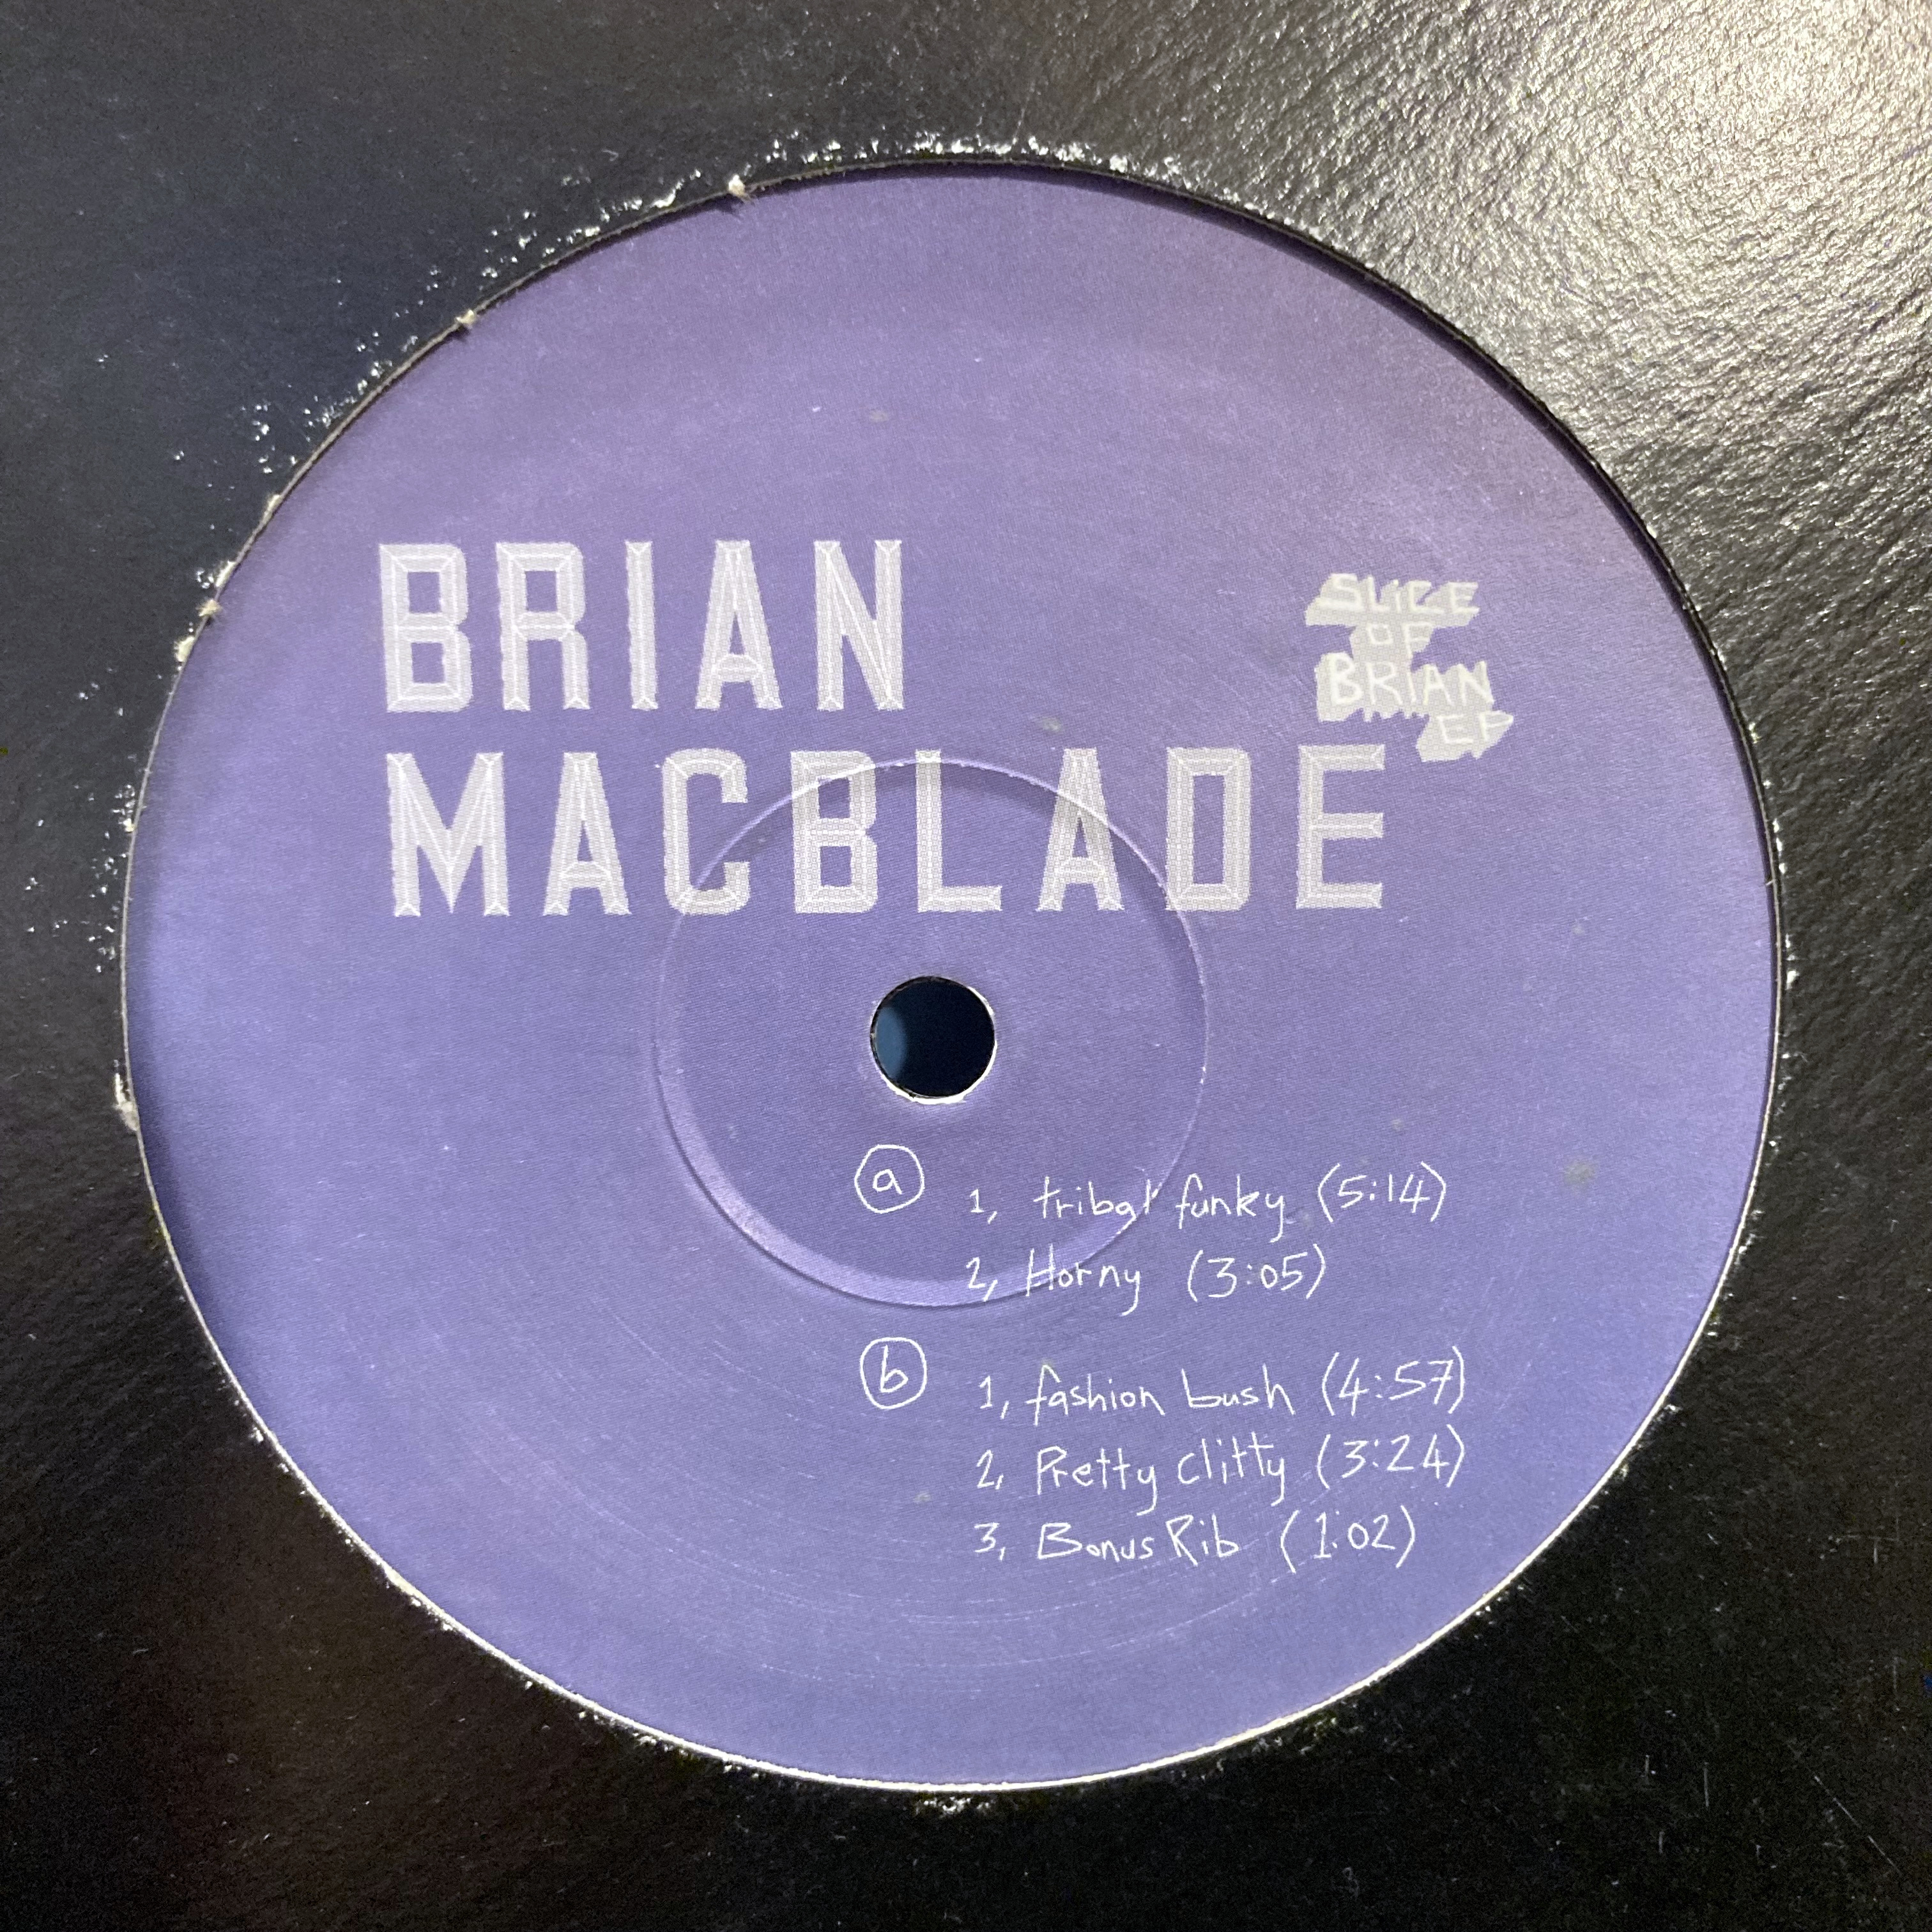 BRIAN
MACBLADE
SLICE
OF
BRIAN
EP
a
1, tribal funky (5:14)
2, Horny (3:05)
b
1, fashion bush (4:57)
2, Pretty clitty (3:24)
3, Bonus Rib (1:02)